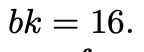 bk = 16.